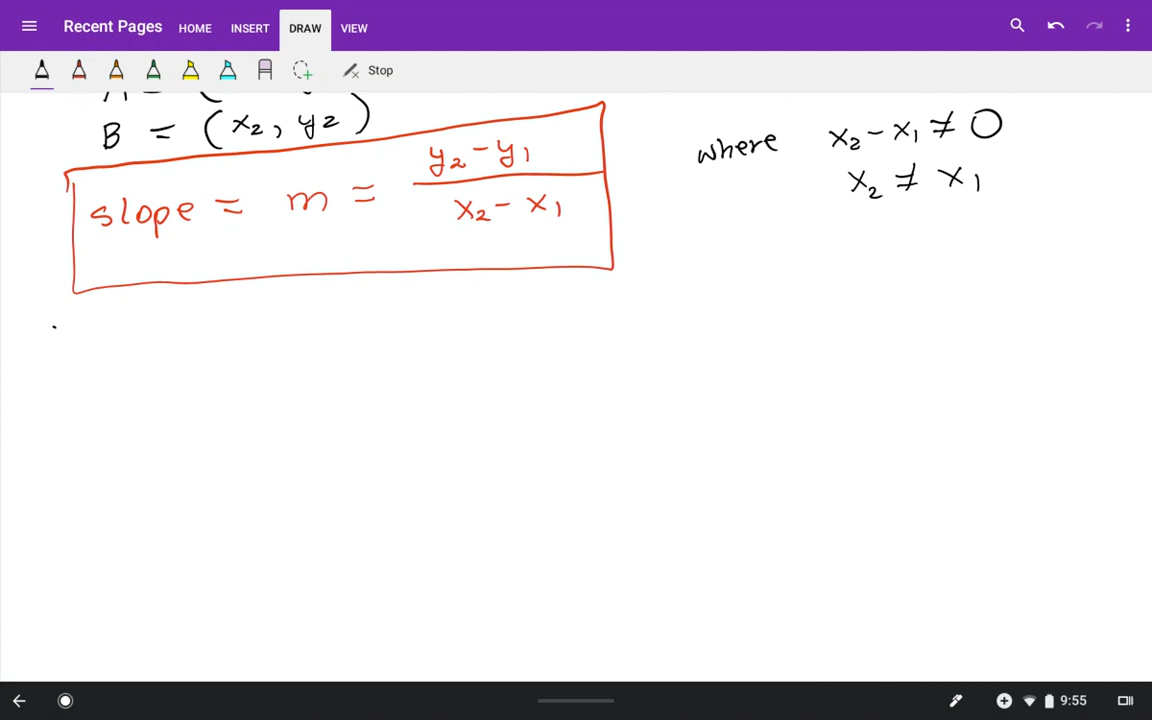 Recent Pages HOME INSERT DRAW VIEW
Stop
B = (x₂, y₂)
slope = m = (y₂ - y₁)/(x₂ - x₁)
where x₂ - x₁ ≠ 0
x₂ ≠ x₁
9:55